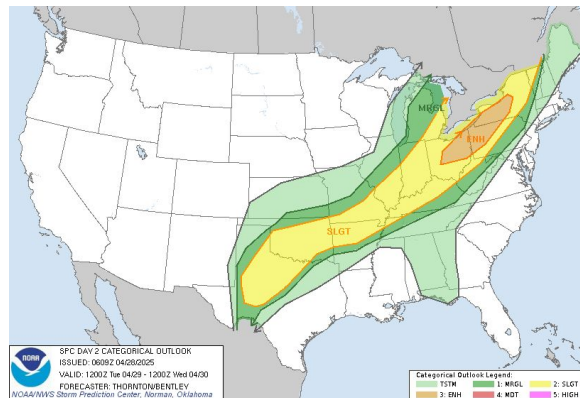 MRGL
ENH
SLGT
SPC DAY 2 CATEGORICAL OUTLOOK
ISSUED: 0609Z 04/28/2025
VALID: 1200Z Tue 04/29 - 1200Z Wed 04/30
FORECASTER: THORNTON/BENTLEY
NOAA/NWS Storm Prediction Center, Norman, Oklahoma
NOAA
Categorical Outlook Legend:
TSTM 1: MRGL 2: SLGT
3: ENH 4: MDT 5: HIGH